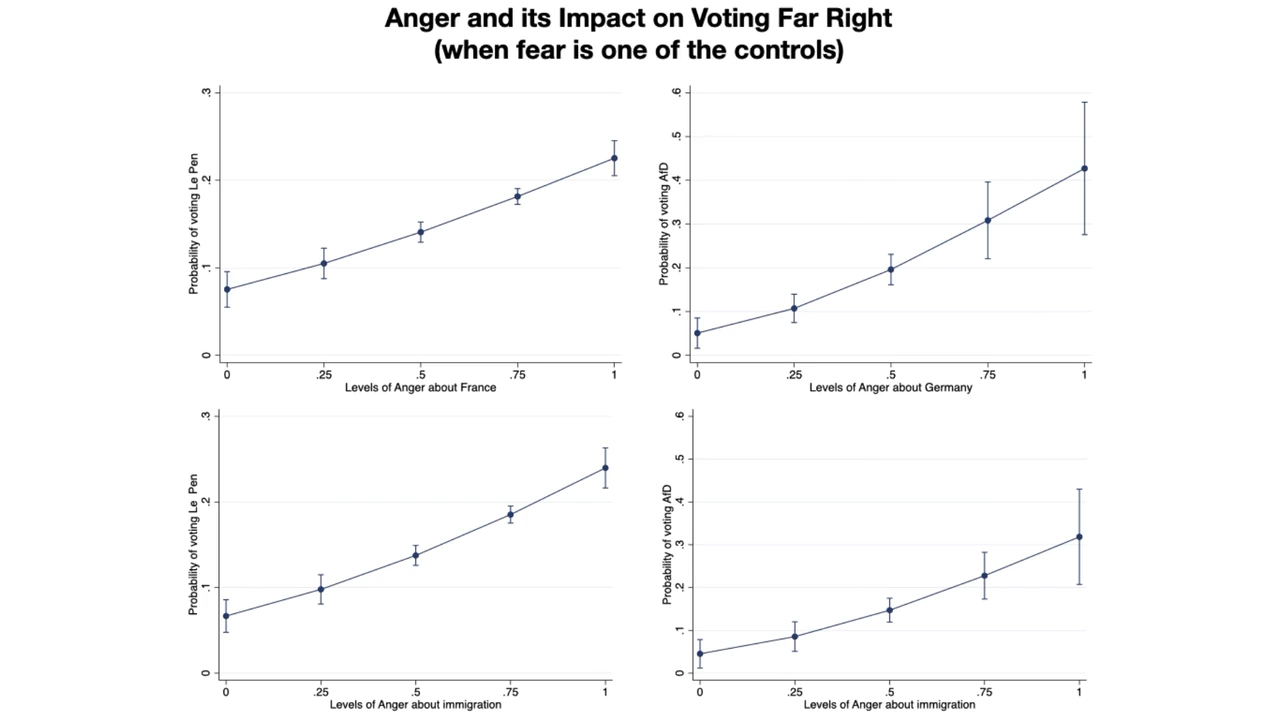 Anger and its Impact on Voting Far Right
(when fear is one of the controls)
.3
.2
.1
0
Probability of voting Le Pen
0 .25 .5 .75 1
Levels of Anger about France
.6
.5
.4
.3
.2
.1
0
Probability of voting AfD
0 .25 .5 .75 1
Levels of Anger about Germany
.3
.2
.1
0
Probability of voting Le Pen
0 .25 .5 .75 1
Levels of Anger about immigration
.6
.5
.4
.3
.2
.1
0
Probability of voting AfD
0 .25 .5 .75 1
Levels of Anger about immigration